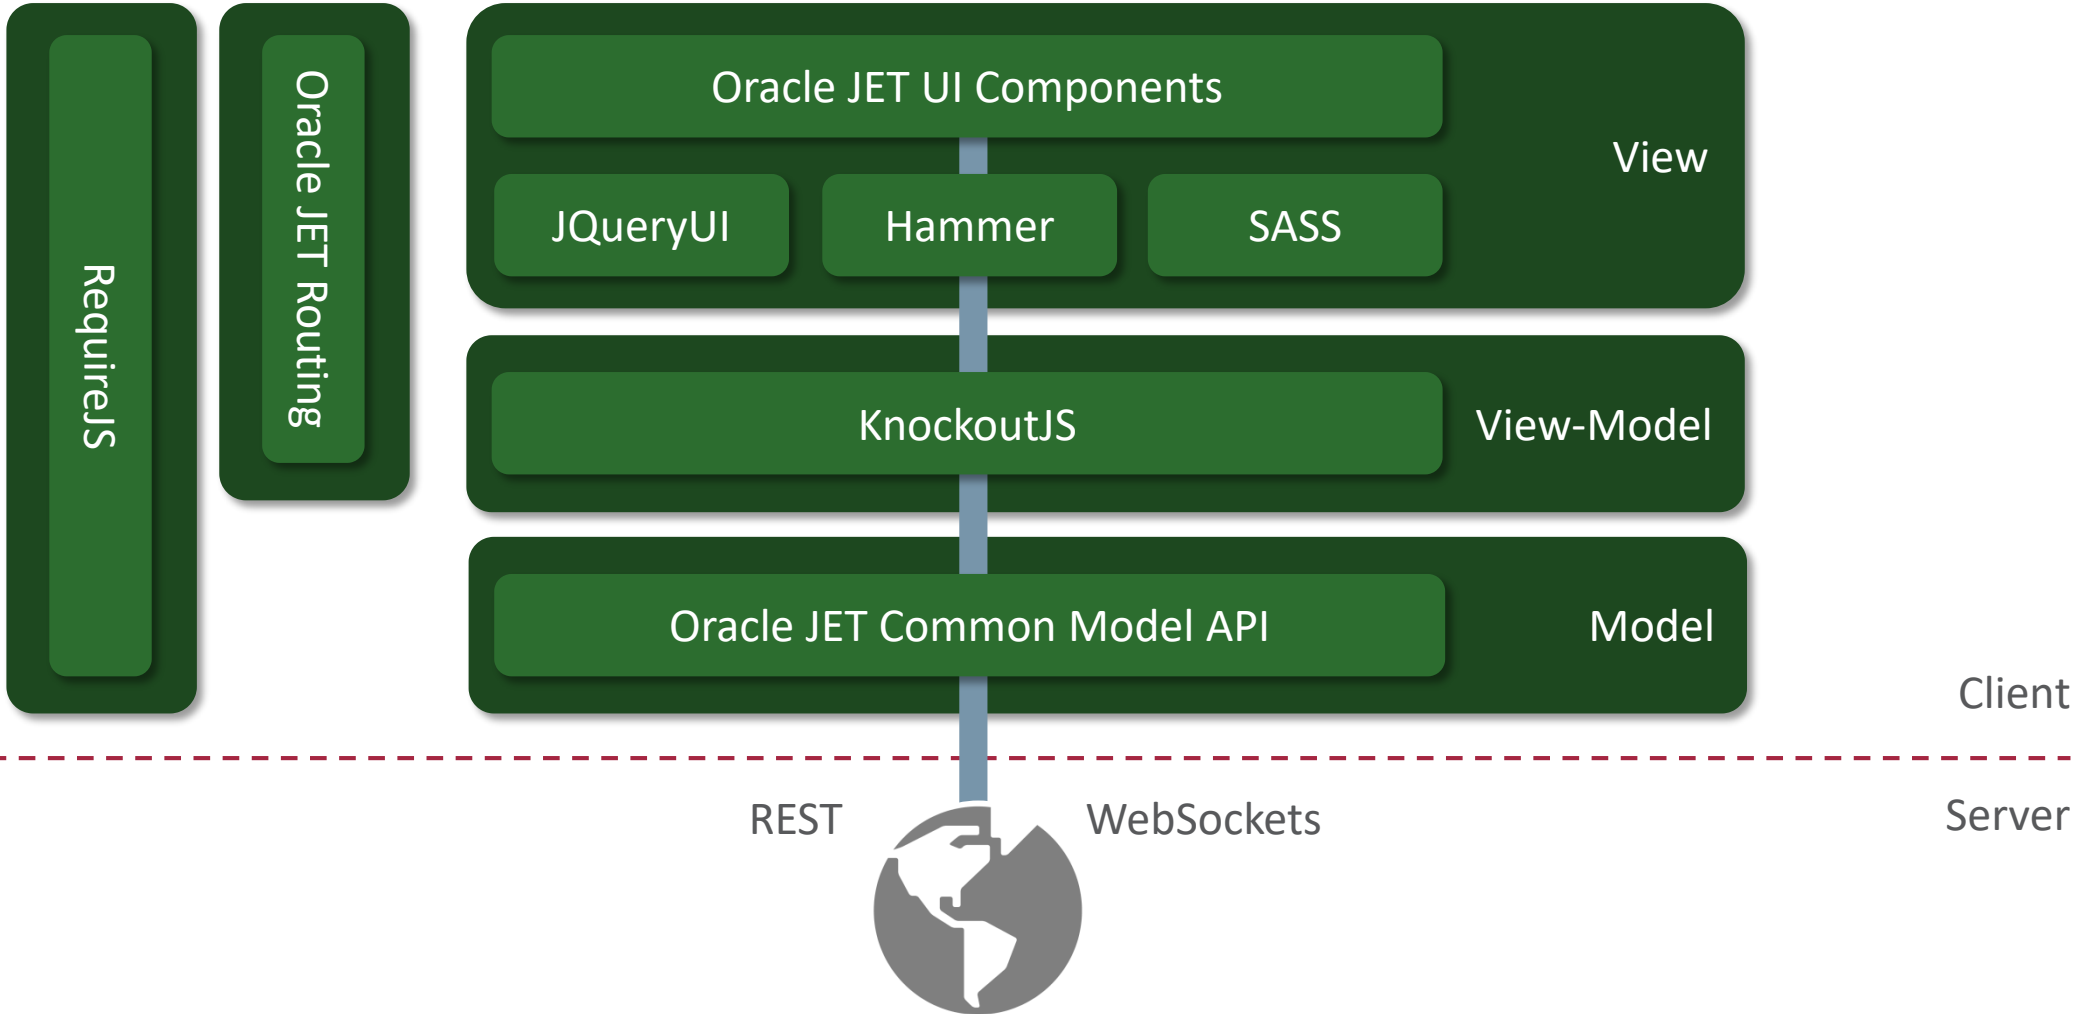 RequireJS
Oracle JET Routing
Oracle JET UI Components
View
JQueryUI
Hammer
SASS
KnockoutJS
View-Model
Oracle JET Common Model API
Model
Client
REST
WebSockets
Server